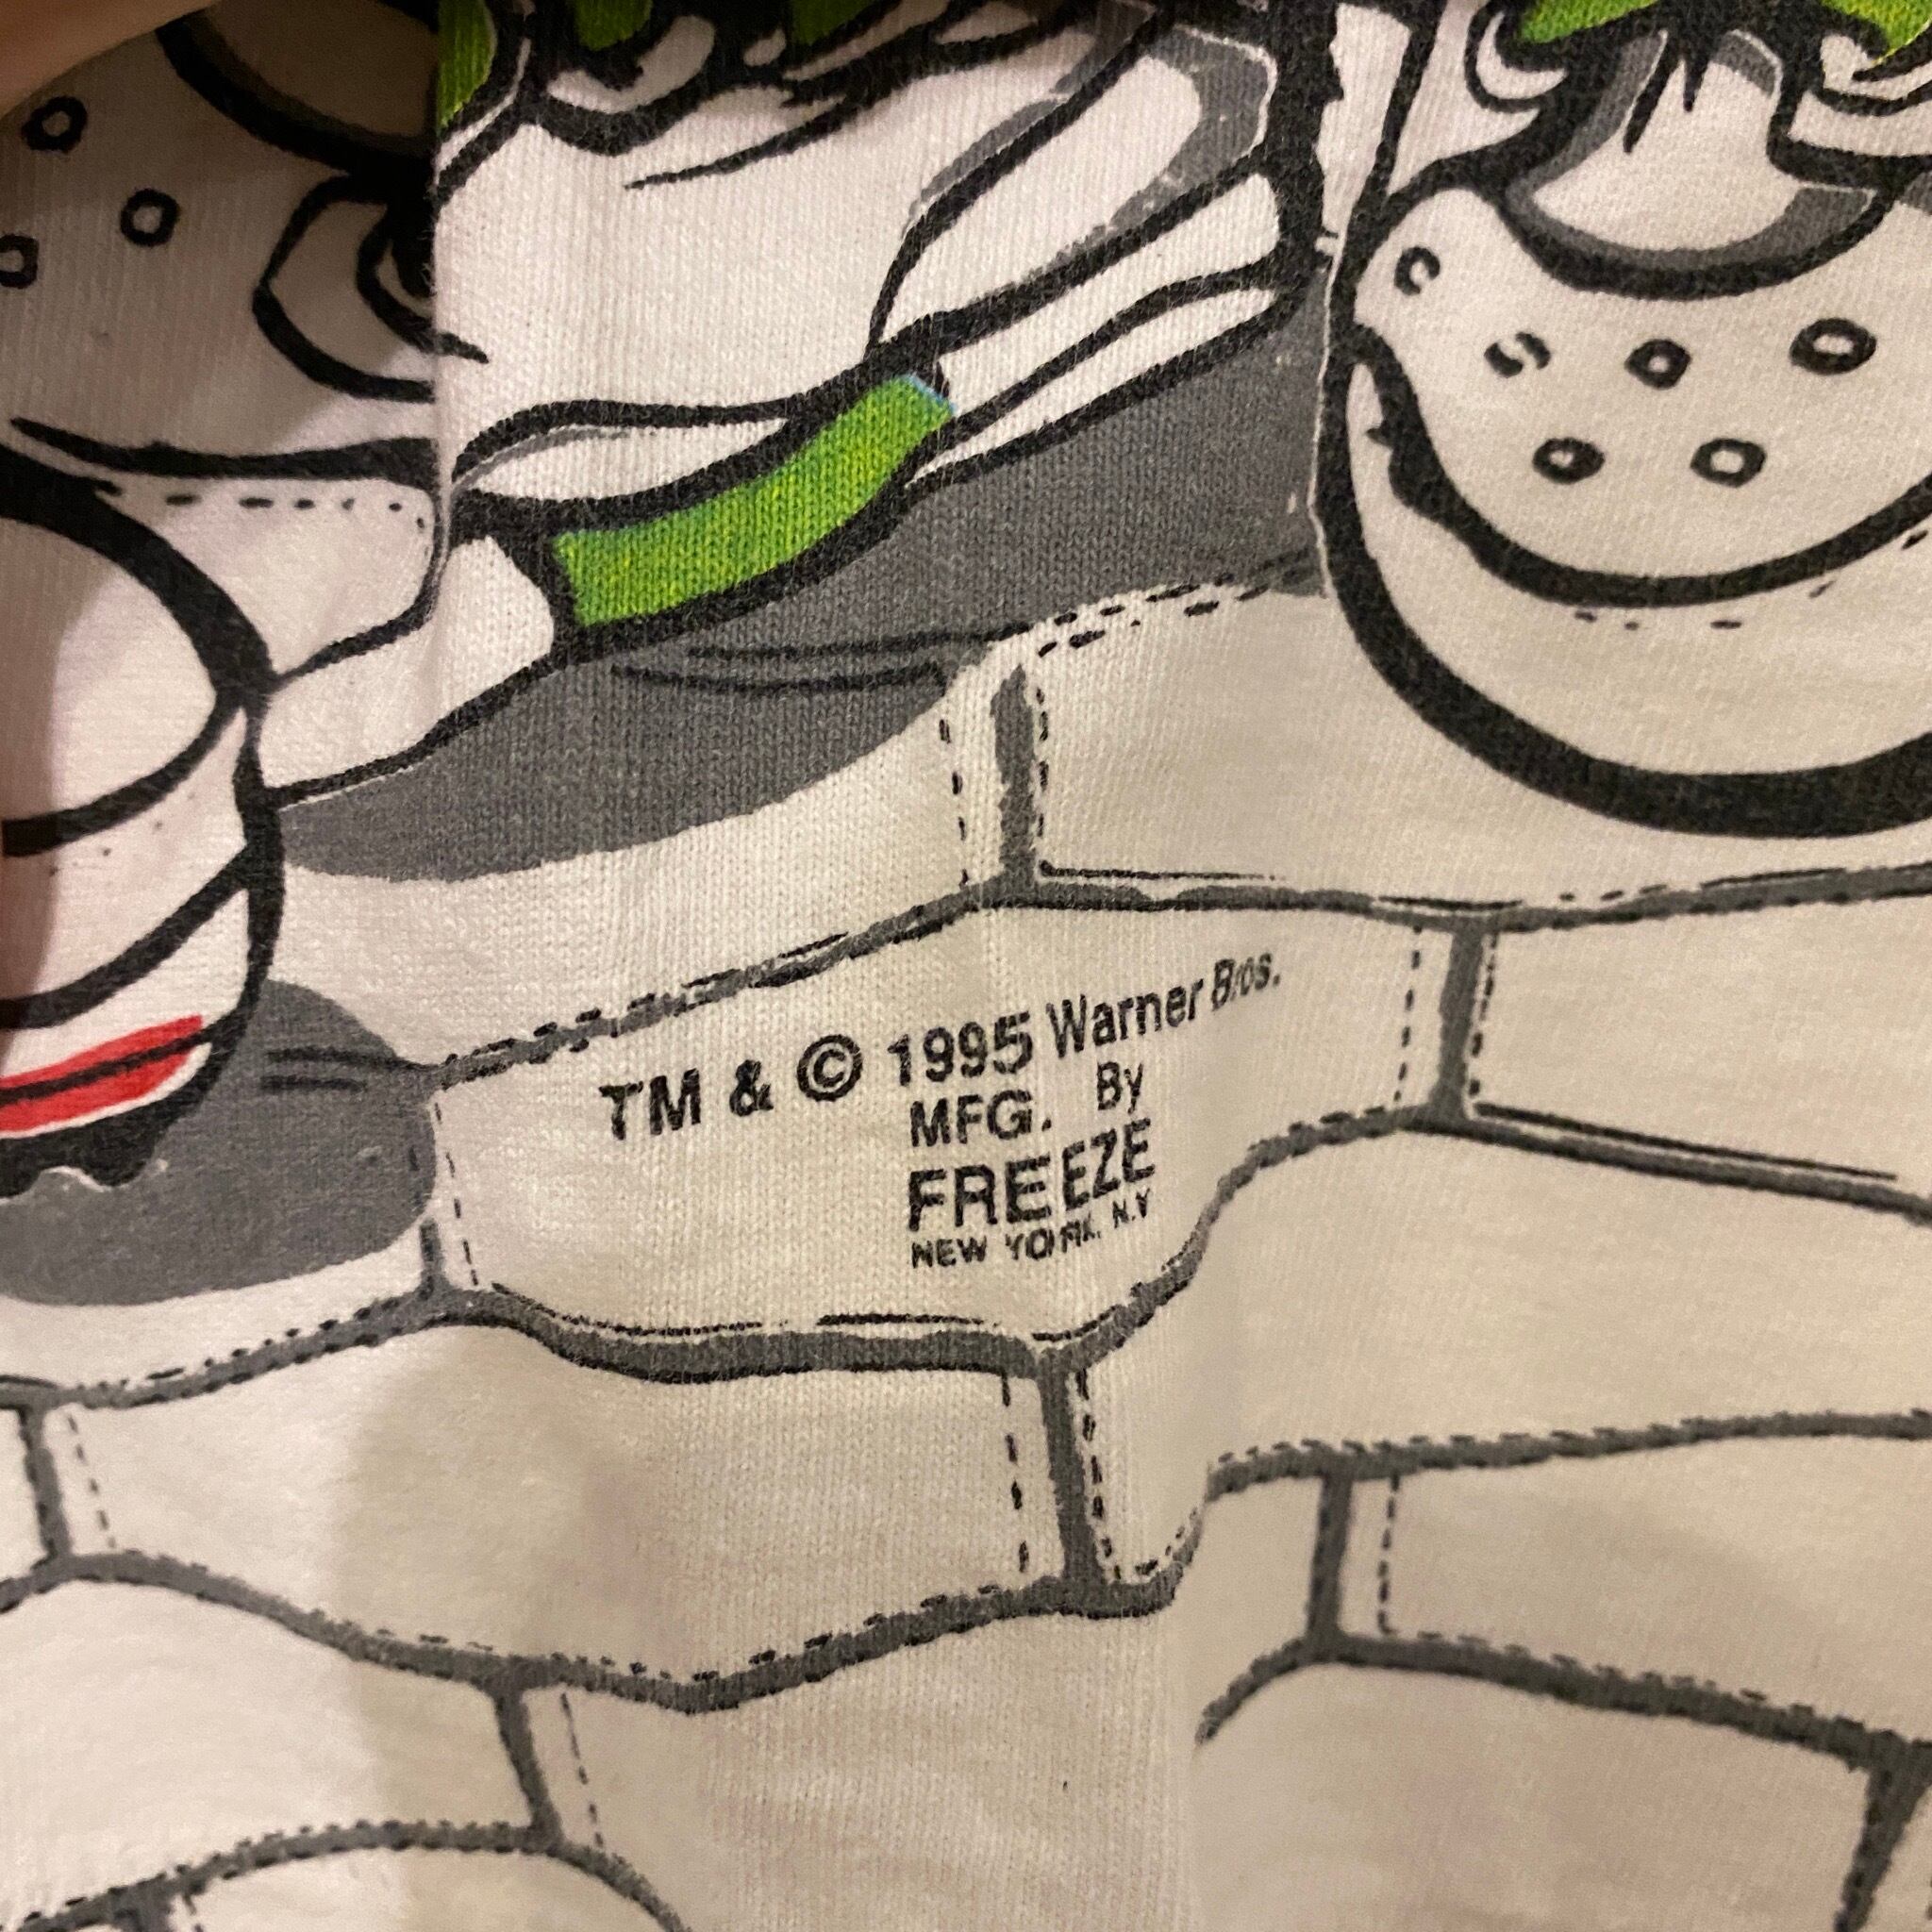 TM & © 1995 Warner Bros.
MFG. By
FREEZE
NEW YORK. N.Y